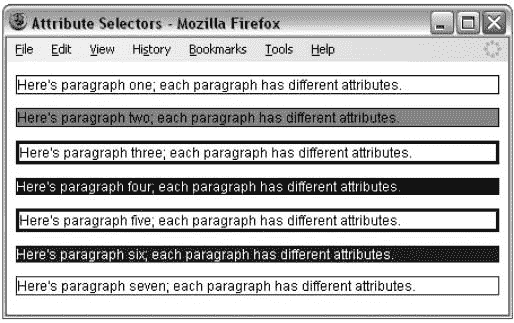 Attribute Selectors - Mozilla Firefox
File Edit View History Bookmarks Tools Help
Here's paragraph one; each paragraph has different attributes.
Here's paragraph two; each paragraph has different attributes.
Here's paragraph three; each paragraph has different attributes.
Here's paragraph four; each paragraph has different attributes.
Here's paragraph five; each paragraph has different attributes.
Here's paragraph six; each paragraph has different attributes.
Here's paragraph seven; each paragraph has different attributes.